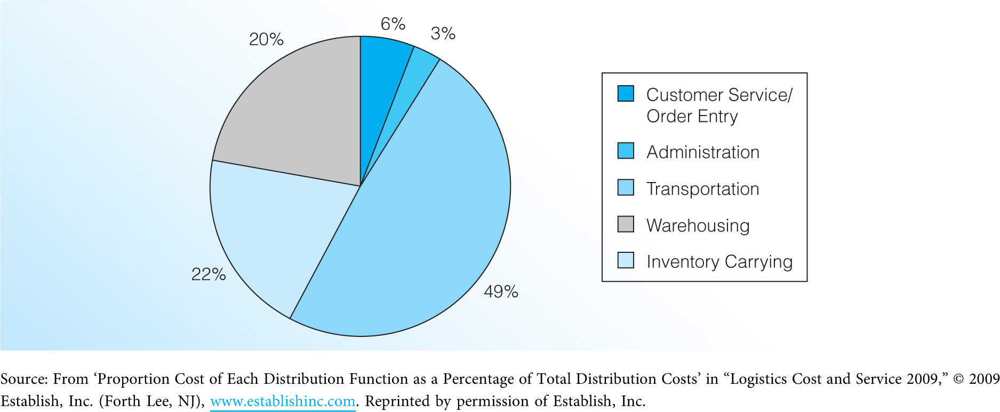 6%
3%
20%
22%
49%
Customer Service/
Order Entry
Administration
Transportation
Warehousing
Inventory Carrying
Source: From ‘Proportion Cost of Each Distribution Function as a Percentage of Total Distribution Costs’ in “Logistics Cost and Service 2009,” © 2009
Establish, Inc. (Forth Lee, NJ), www.establishinc.com. Reprinted by permission of Establish, Inc.